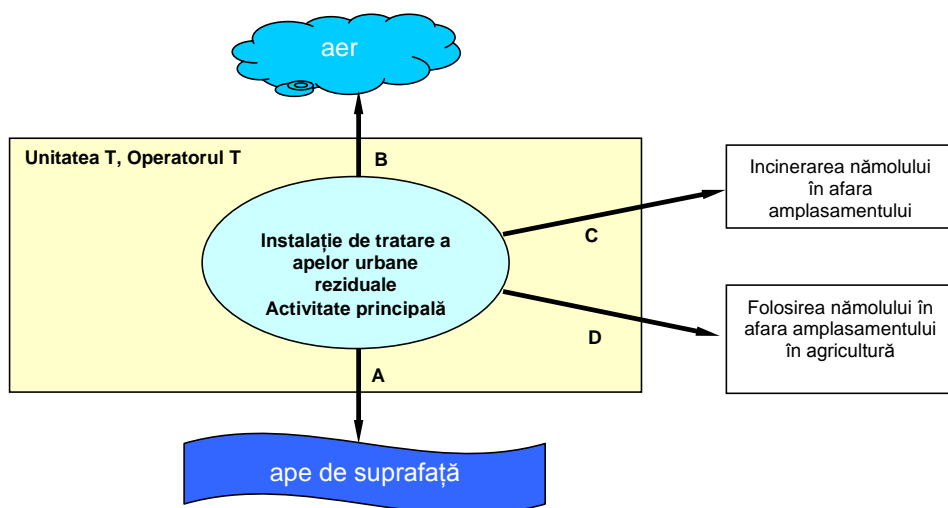 aer
Unitatea T, Operatorul T
B
Incinerarea nămolului
în afara
amplasamentului
C
Instalație de tratare a
apelor urbane
reziduale
Activitate principală
Folosirea nămolului în
afara amplasamentului
în agricultură
D
A
ape de suprafață